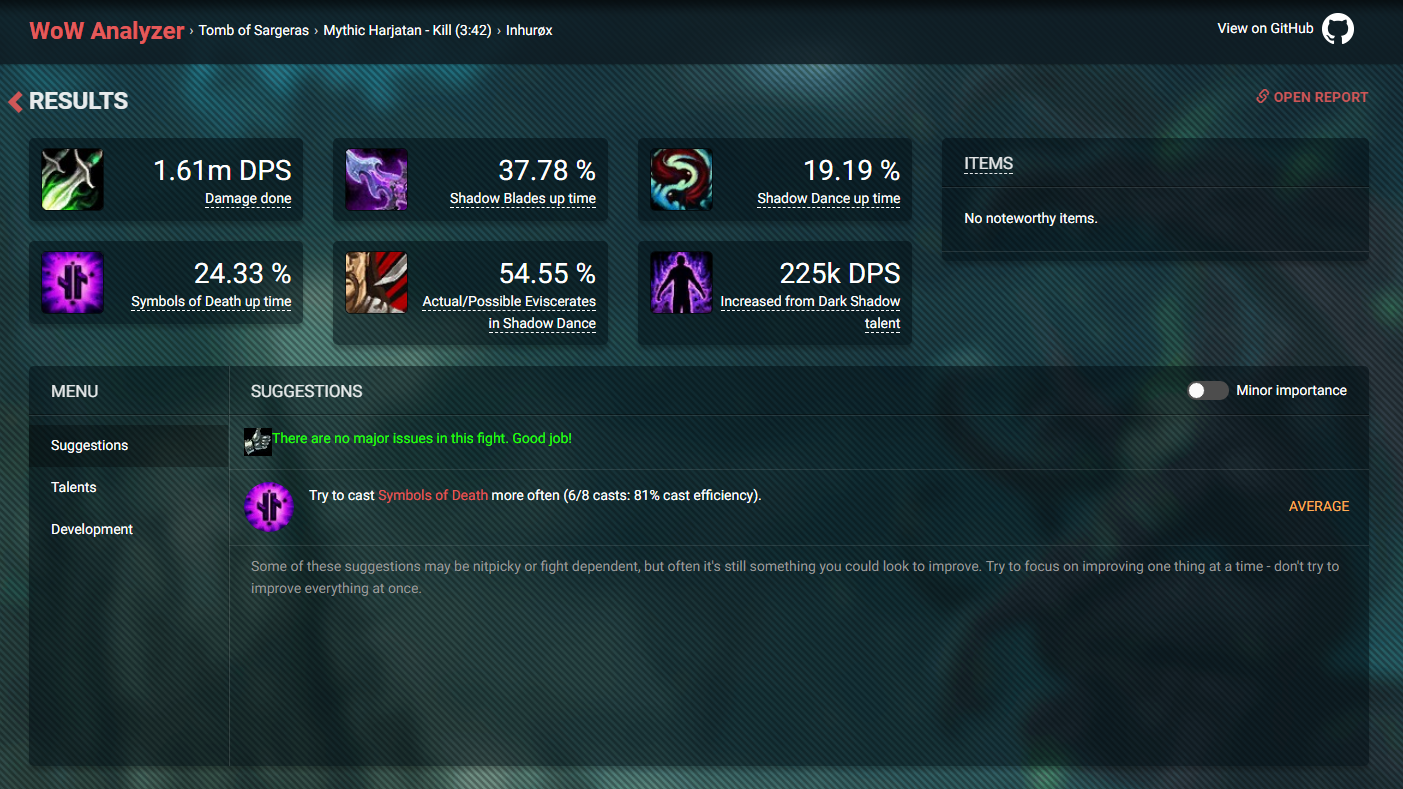 WoW Analyzer › Tomb of Sargeras › Mythic Harjatan - Kill (3:42) › Inhurøx
View on GitHub
RESULTS
OPEN REPORT
1.61m DPS
Damage done
37.78 %
Shadow Blades up time
19.19 %
Shadow Dance up time
24.33 %
Symbols of Death up time
54.55 %
Actual/Possible Eviscerates
in Shadow Dance
225k DPS
Increased from Dark Shadow
talent
ITEMS
No noteworthy items.
MENU
Suggestions
Talents
Development
SUGGESTIONS
Minor importance
There are no major issues in this fight. Good job!
Try to cast Symbols of Death more often (6/8 casts: 81% cast efficiency).
AVERAGE
Some of these suggestions may be nitpicky or fight dependent, but often it's still something you could look to improve. Try to focus on improving one thing at a time - don't try to
improve everything at once.